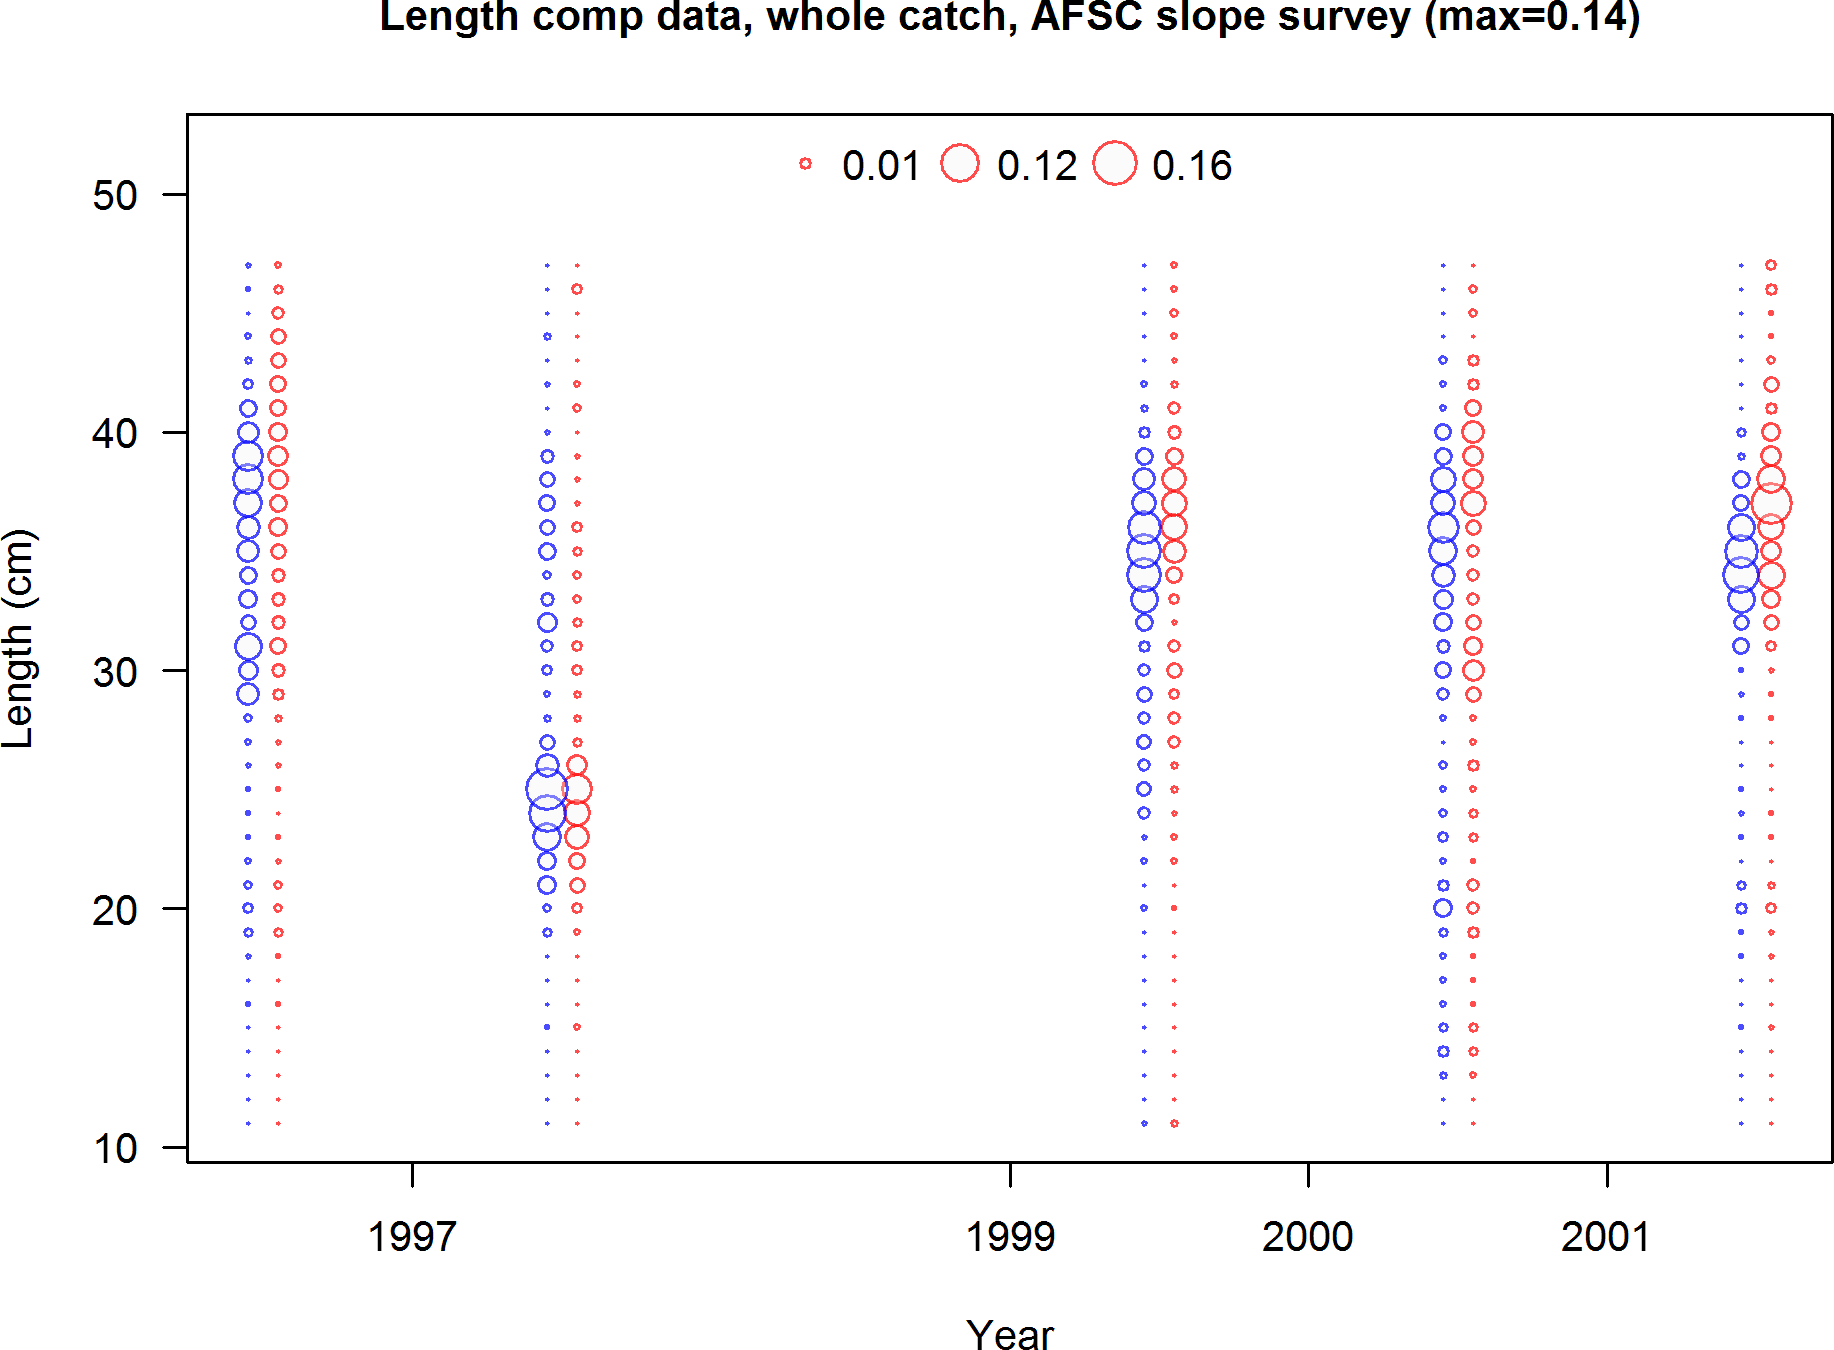 Length comp data, whole catch, AFSC slope survey (max=0.14)
0.01 0.12 0.16
50
40
30
20
10
Length (cm)
1997 1999 2000 2001
Year